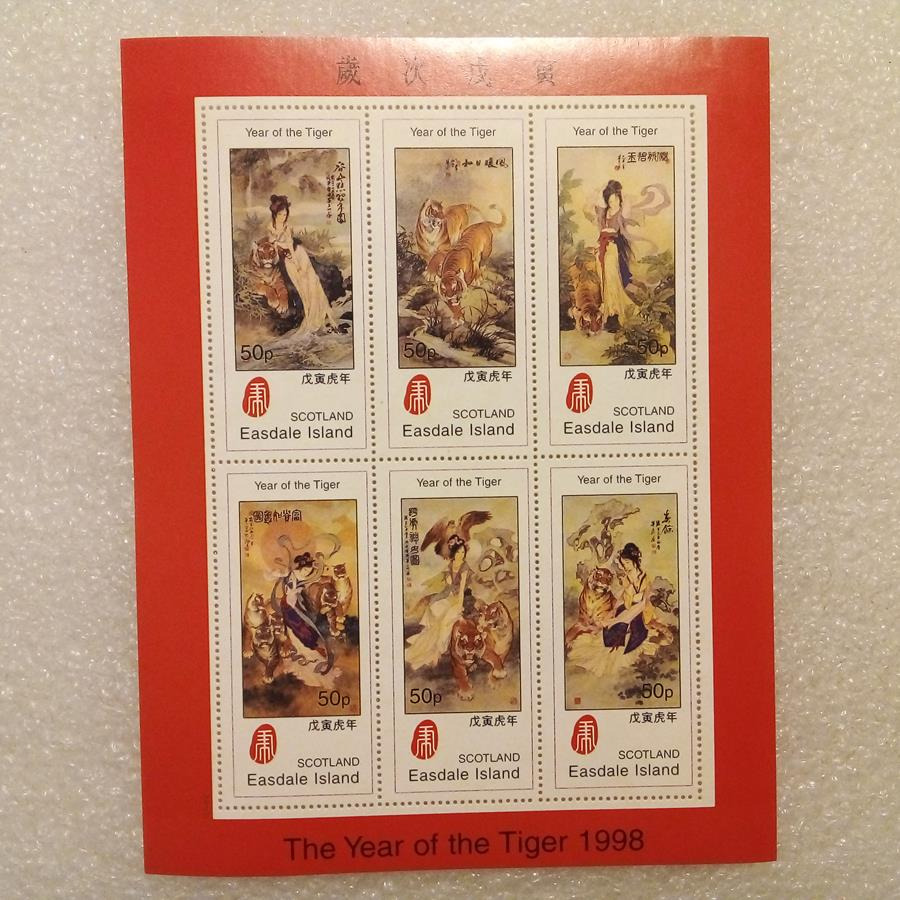 歲次戊寅
Year of the Tiger
50p
戊寅虎年
SCOTLAND
Easdale Island
Year of the Tiger
50p
戊寅虎年
SCOTLAND
Easdale Island
Year of the Tiger
50p
戊寅虎年
SCOTLAND
Easdale Island
Year of the Tiger
50p
戊寅虎年
SCOTLAND
Easdale Island
Year of the Tiger
50p
戊寅虎年
SCOTLAND
Easdale Island
Year of the Tiger
50p
戊寅虎年
SCOTLAND
Easdale Island
The Year of the Tiger 1998